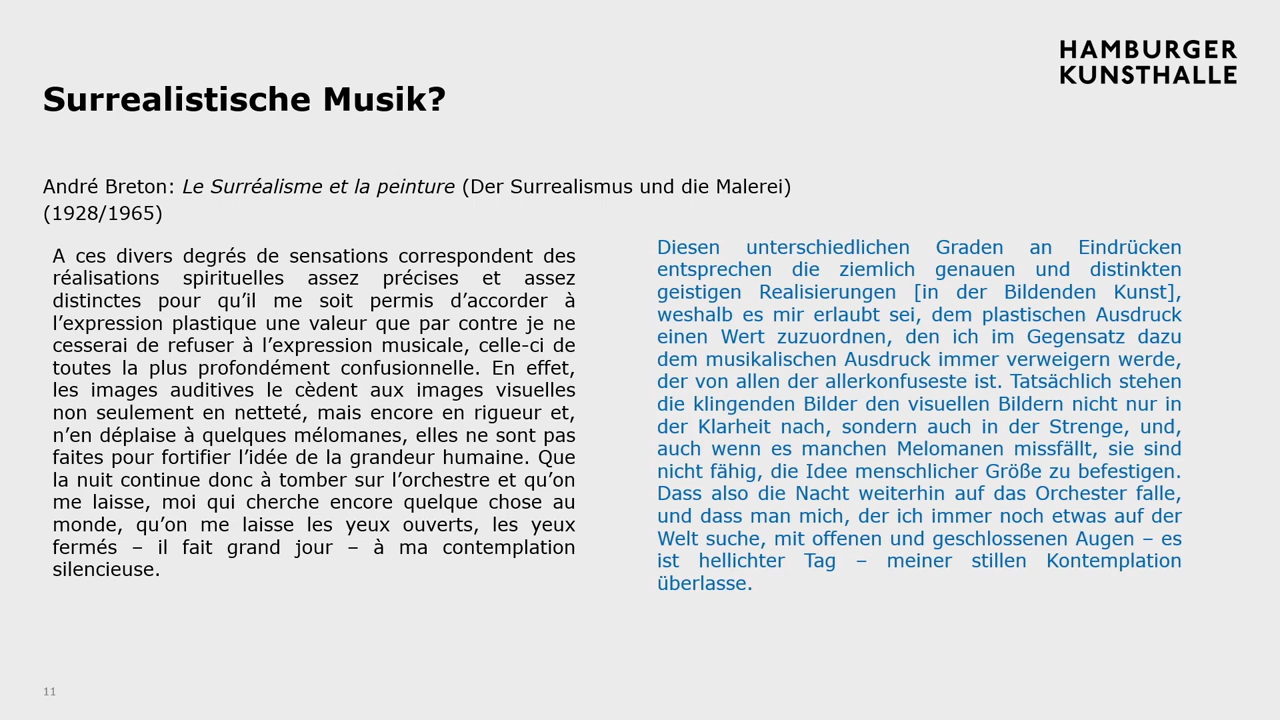 HAMBURGER
KUNSTHALLE
Surrealistische Musik?
André Breton: Le Surréalisme et la peinture (Der Surrealismus und die Malerei)
(1928/1965)
A ces divers degrés de sensations correspondent des
réalisations spirituelles assez précises et assez
distinctes pour qu’il me soit permis d’accorder à
l’expression plastique une valeur que par contre je ne
cesserai de refuser à l’expression musicale, celle-ci de
toutes la plus profondément confusionnelle. En effet,
les images auditives le cèdent aux images visuelles
non seulement en netteté, mais encore en rigueur et,
n’en déplaise à quelques mélomanes, elles ne sont pas
faites pour fortifier l’idée de la grandeur humaine. Que
la nuit continue donc à tomber sur l’orchestre et qu’on
me laisse, moi qui cherche encore quelque chose au
monde, qu’on me laisse les yeux ouverts, les yeux
fermés – il fait grand jour – à ma contemplation
silencieuse.
Diesen unterschiedlichen Graden an Eindrücken
entsprechen die ziemlich genauen und distinkten
geistigen Realisierungen [in der Bildenden Kunst],
weshalb es mir erlaubt sei, dem plastischen Ausdruck
einen Wert zuzuordnen, den ich im Gegensatz dazu
dem musikalischen Ausdruck immer verweigern werde,
der von allen der allerkonfuseste ist. Tatsächlich stehen
die klingenden Bilder den visuellen Bildern nicht nur in
der Klarheit nach, sondern auch in der Strenge, und,
auch wenn es manchen Melomanen missfällt, sie sind
nicht fähig, die Idee menschlicher Größe zu befestigen.
Dass also die Nacht weiterhin auf das Orchester falle,
und dass man mich, der ich immer noch etwas auf der
Welt suche, mit offenen und geschlossenen Augen – es
ist hellichter Tag – meiner stillen Kontemplation
überlasse.
11